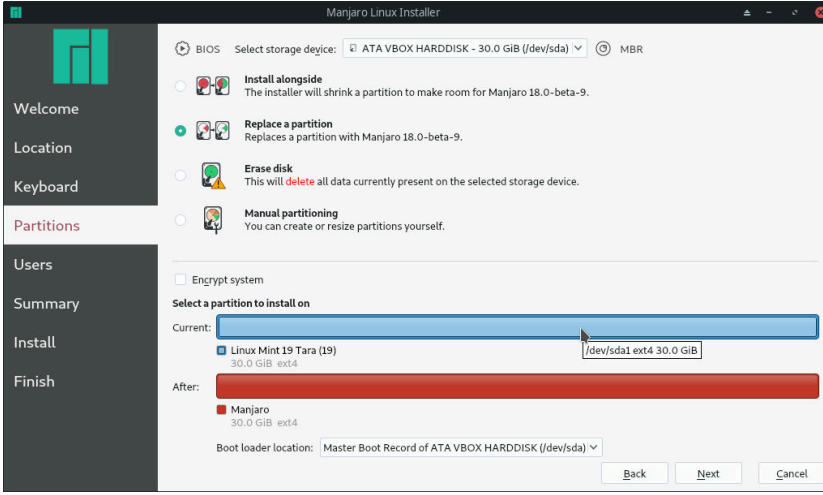 Manjaro Linux Installer
BIOS Select storage device: ATA VBOX HARDDISK - 30.0 GiB (/dev/sda) MBR
Install alongside
The installer will shrink a partition to make room for Manjaro 18.0-beta-9.
Replace a partition
Replaces a partition with Manjaro 18.0-beta-9.
Erase disk
This will delete all data currently present on the selected storage device.
Manual partitioning
You can create or resize partitions yourself.
Welcome
Location
Keyboard
Partitions
Users
Summary
Install
Finish
Encrypt system
Select a partition to install on
Current:
/dev/sda1 ext4 30.0 GiB
Linux Mint 19 Tara (19)
30.0 GiB ext4
After:
Manjaro
30.0 GiB ext4
Boot loader location: Master Boot Record of ATA VBOX HARDDISK (/dev/sda)
Back Next Cancel